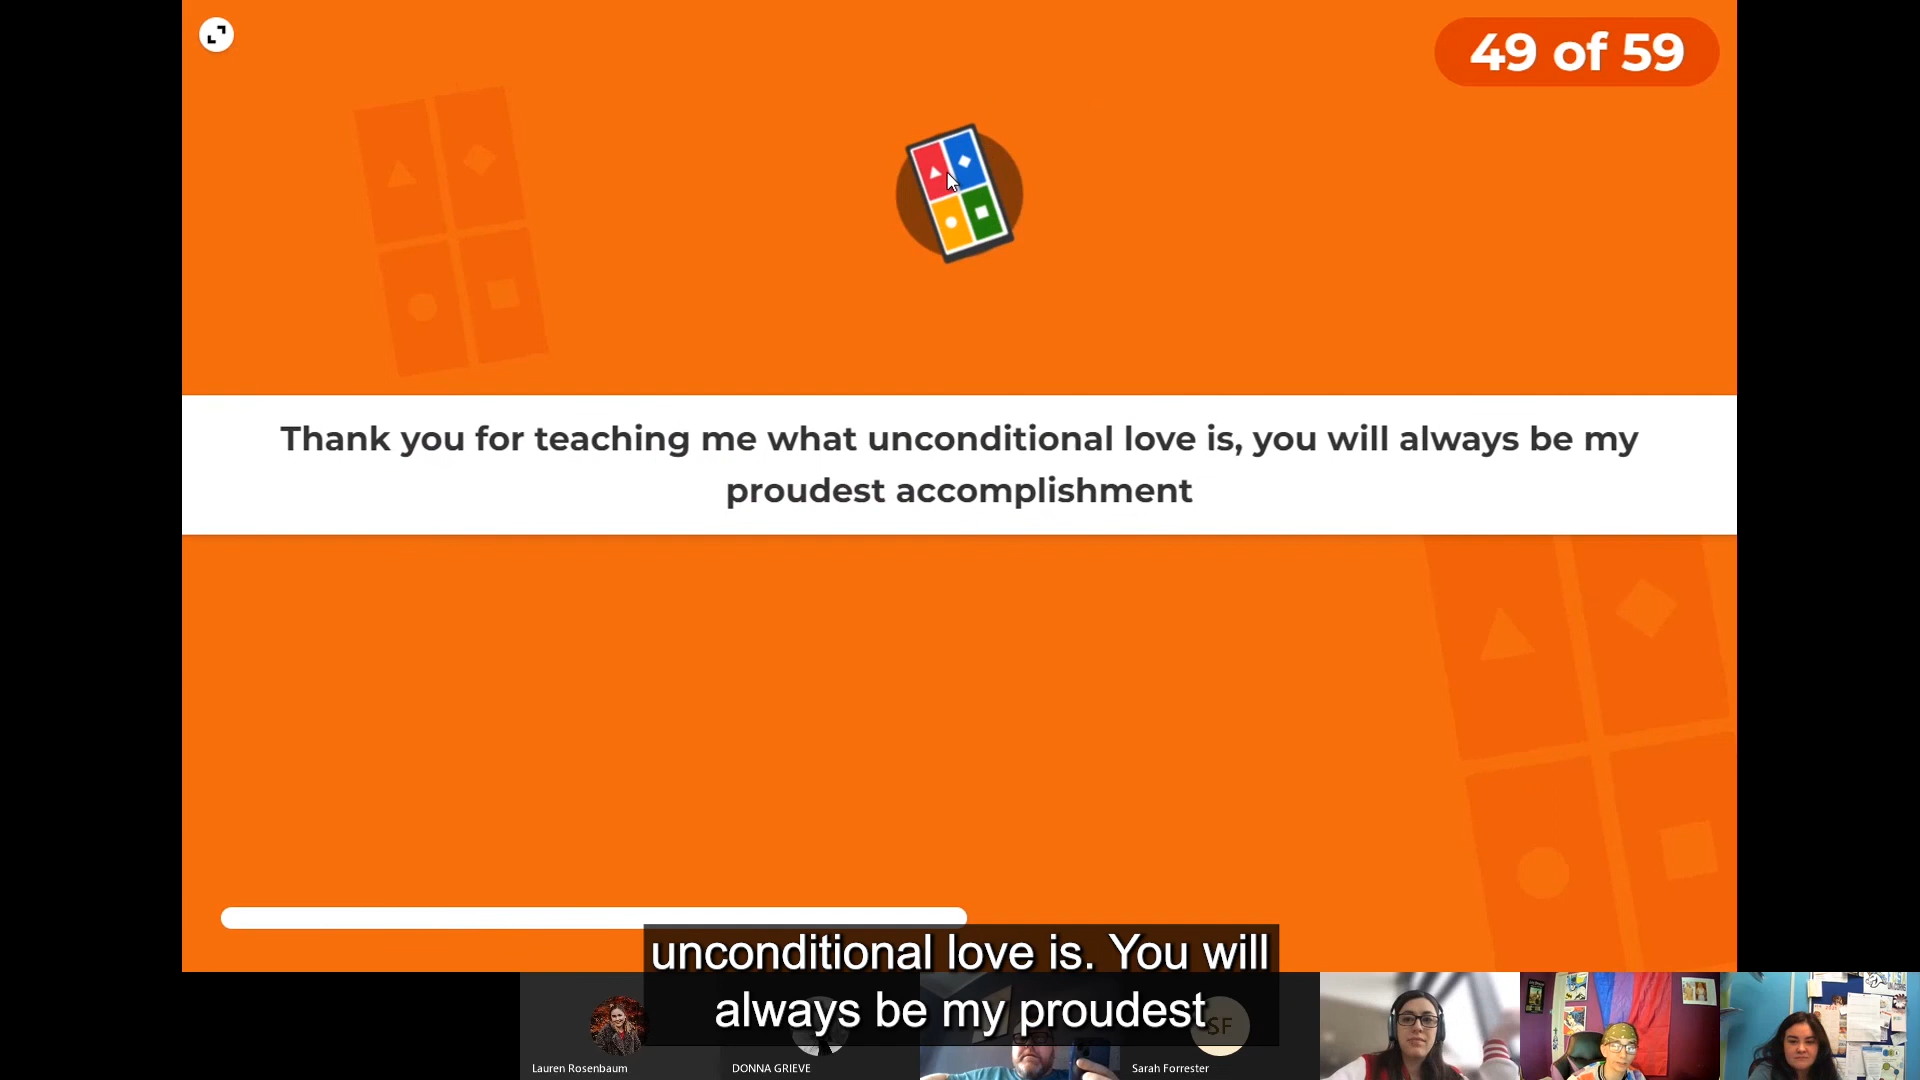 49 of 59
Thank you for teaching me what unconditional love is, you will always be my
proudest accomplishment
unconditional love is. You will
always be my proudest
SF
Lauren Rosenbaum
DONNA GRIEVE
Sarah Forrester